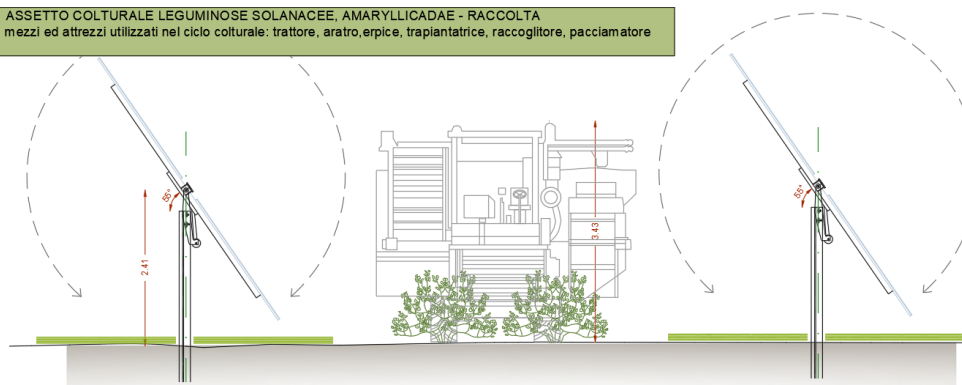 ASSETTO COLTURALE LEGUMINOSE SOLANACEE, AMARYLLICADAE - RACCOLTA
mezzi ed attrezzi utilizzati nel ciclo colturale: trattore, aratro,erpice, trapiantatrice, raccoglitore, pacciamatore
55°
55°
3.43
2.41